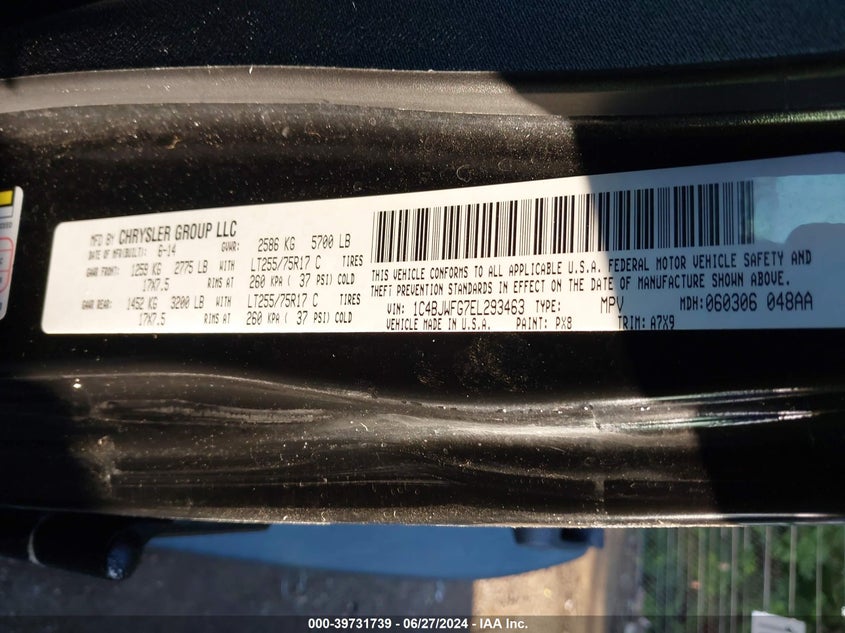 MFD BY CHRYSLER GROUP LLC
DATE OF MFR(BUILT): 6-14 GVWR: 2586 KG 5700 LB
GAWR FRONT: 1259 KG 2775 LB WITH LT255/75R17 C TIRES
17X7.5 RIMS AT 260 KPA ( 37 PSI) COLD
GAWR REAR: 1452 KG 3200 LB WITH LT255/75R17 C TIRES
17X7.5 RIMS AT 260 KPA ( 37 PSI) COLD
THIS VEHICLE CONFORMS TO ALL APPLICABLE U.S.A. FEDERAL MOTOR VEHICLE SAFETY AND
THEFT PREVENTION STANDARDS IN EFFECT ON THE DATE OF MANUFACTURE SHOWN ABOVE.
VIN: 1C4BJWFG7EL293463 TYPE: MPV MDH:060306 048AA
VEHICLE MADE IN U.S.A. PAINT: PX8 TRIM: A7X9
000-39731739 / 06/27/2024 - IAA Inc.